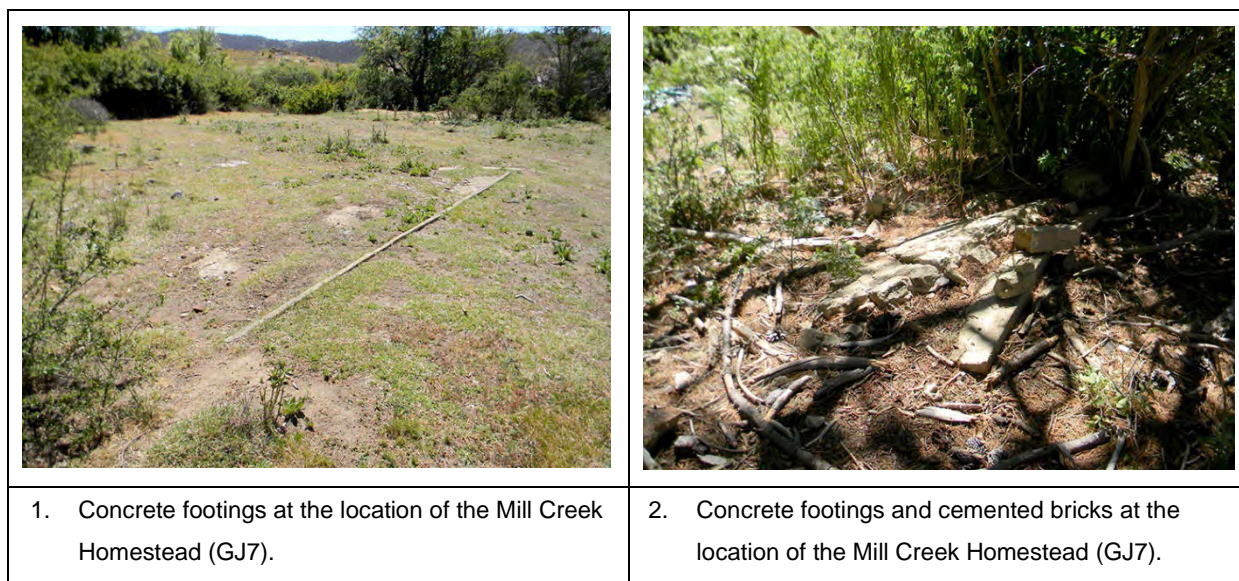 1. Concrete footings at the location of the Mill Creek
Homestead (GJ7).
2. Concrete footings and cemented bricks at the
location of the Mill Creek Homestead (GJ7).